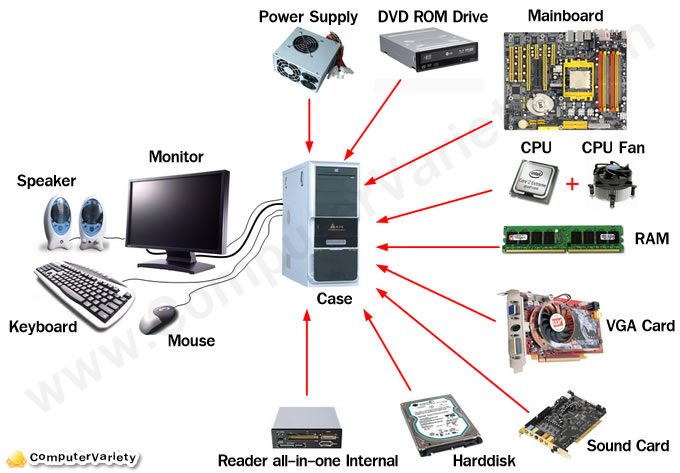 Power Supply
DVD ROM Drive
Mainboard
CPU
CPU Fan
+
Monitor
Speaker
RAM
Case
Keyboard
Mouse
VGA Card
Reader all-in-one Internal
Harddisk
Sound Card
ComputerVariety